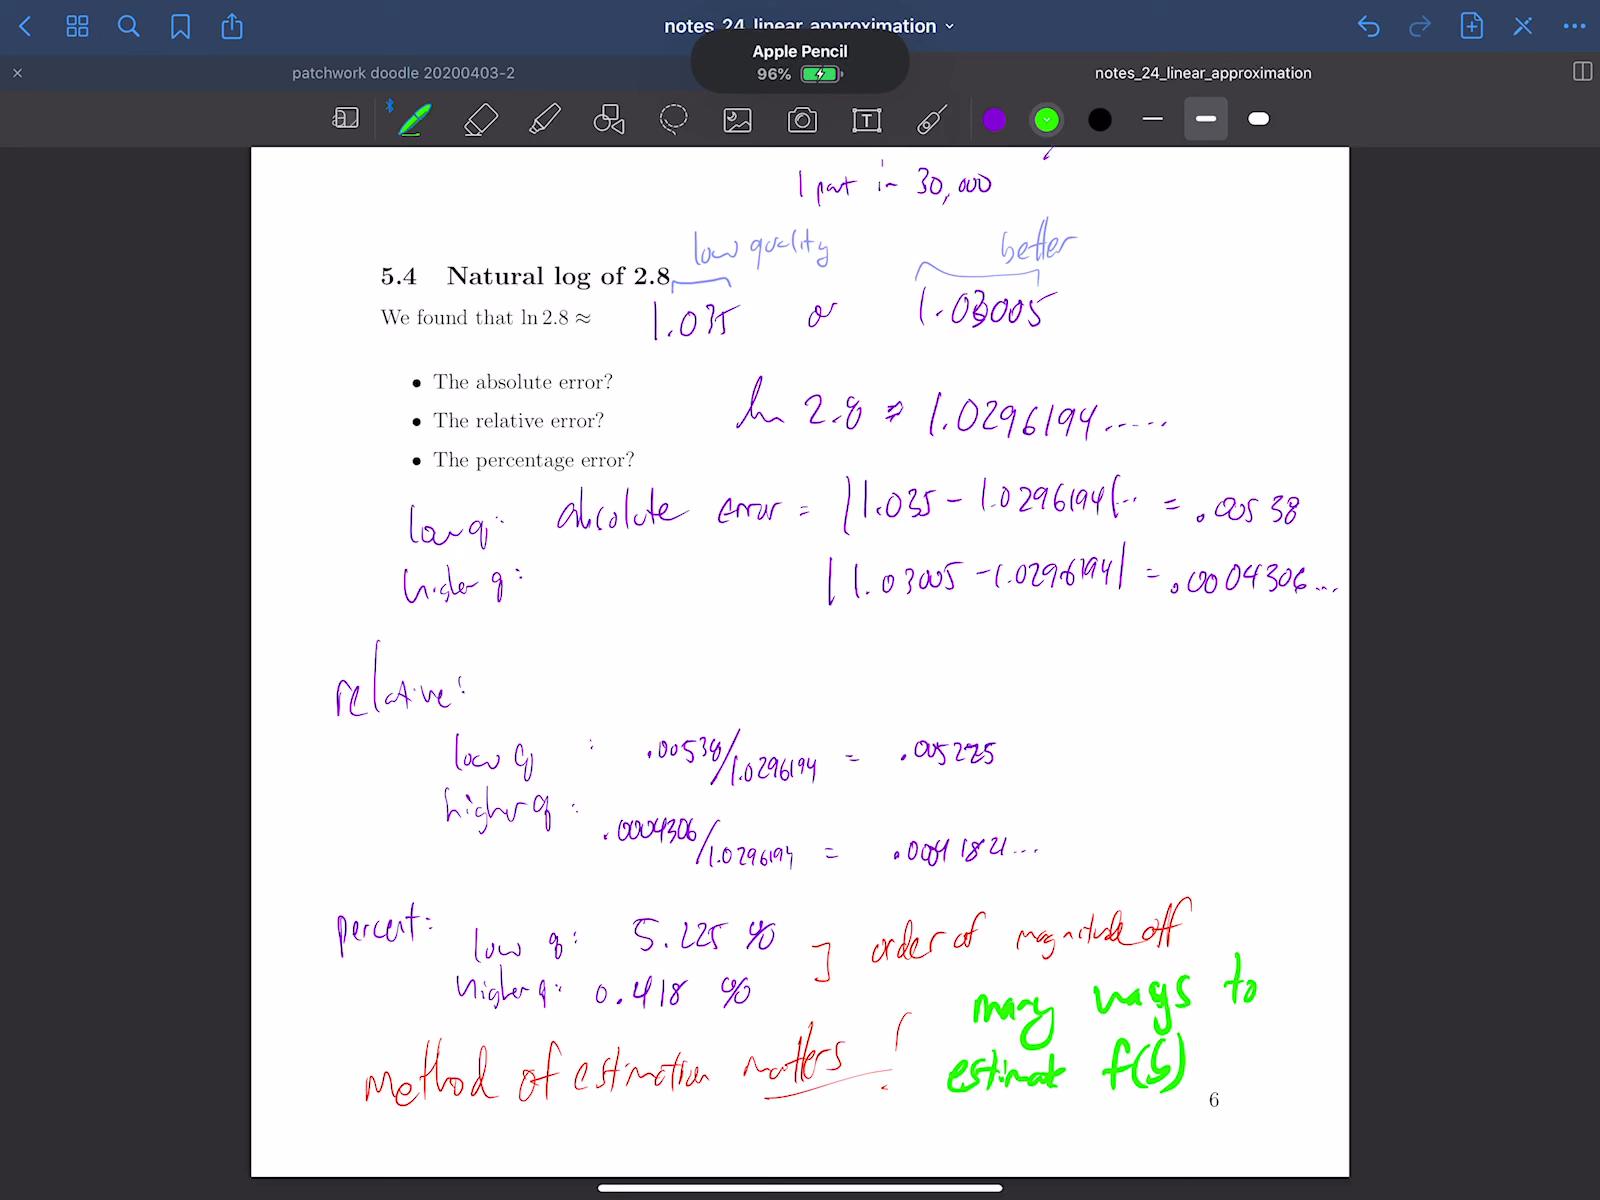 notes_24_linear_approximation
Apple Pencil
96%
patchwork doodle 20200403-2
notes_24_linear_approximation
1 part in 30,000
low quality better
5.4 Natural log of 2.8
We found that ln 2.8 ≈ 1.035 or 1.03005
• The absolute error?
• The relative error?
• The percentage error?
ln 2.8 = 1.0296194.....
low q: absolute error = |1.035 - 1.0296194|.. = .00538
higher q: |1.03005 - 1.0296194| = .0004306...
relative:
low q : .00538/1.0296194 = .005225
higher q : .0004306/1.0296194 = .0004182...
percent: low q: 5.225 % ] order of magnitude off
higher q: 0.418 %
many ways to
estimate f(b)
method of estimation matters !
6